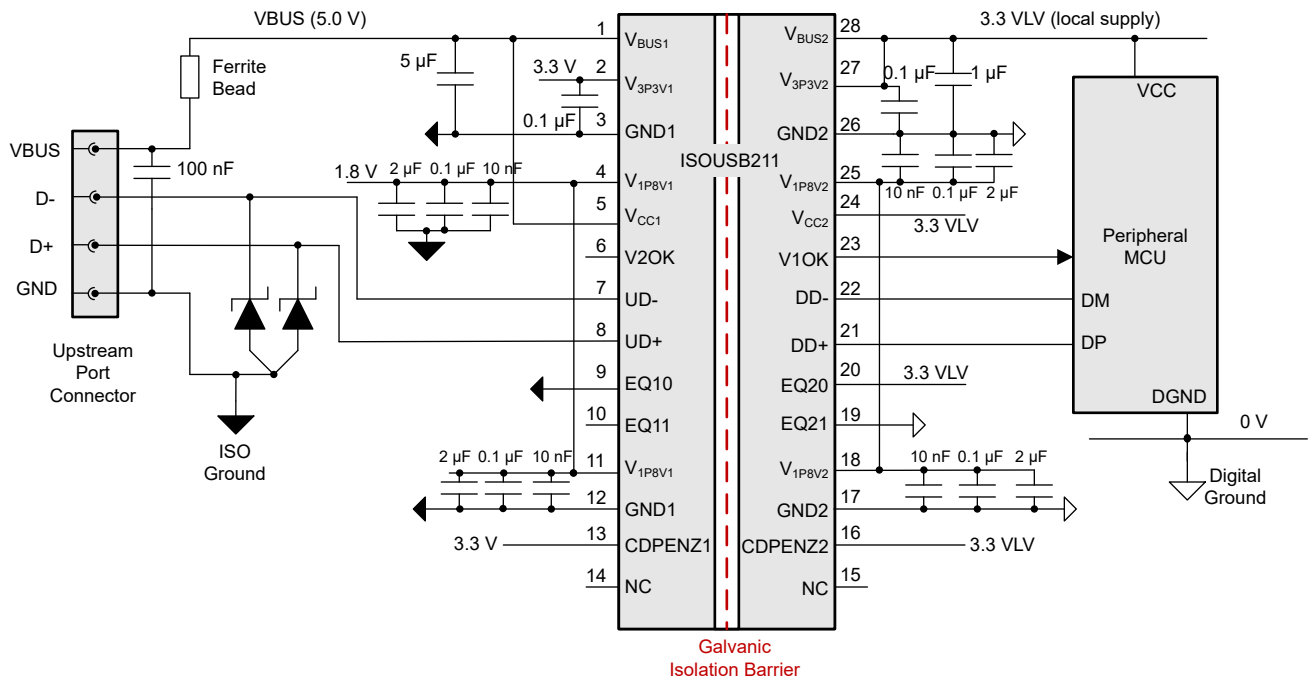 VBUS (5.0 V)
3.3 VLV (local supply)
Ferrite
Bead
5 µF
3.3 V
0.1 µF
VBUS
D-
D+
GND
100 nF
Upstream
Port
Connector
ISO
Ground
1.8 V
2 µF
0.1 µF
10 nF
2 µF
0.1 µF
10 nF
3.3 V
1
2
3
4
5
6
7
8
9
10
11
12
13
14
VBUS1
V3P3V1
GND1
V1P8V1
VCC1
V2OK
UD-
UD+
EQ10
EQ11
V1P8V1
GND1
CDPENZ1
NC
ISOUSB211
VBUS2
V3P3V2
GND2
V1P8V2
VCC2
V1OK
DD-
DD+
EQ20
EQ21
V1P8V2
GND2
CDPENZ2
NC
28
27
26
25
24
23
22
21
20
19
18
17
16
15
0.1 µF
1 µF
10 nF
0.1 µF
2 µF
3.3 VLV
3.3 VLV
10 nF
0.1 µF
2 µF
3.3 VLV
VCC
Peripheral
MCU
DM
DP
DGND
0 V
Digital
Ground
Galvanic
Isolation Barrier